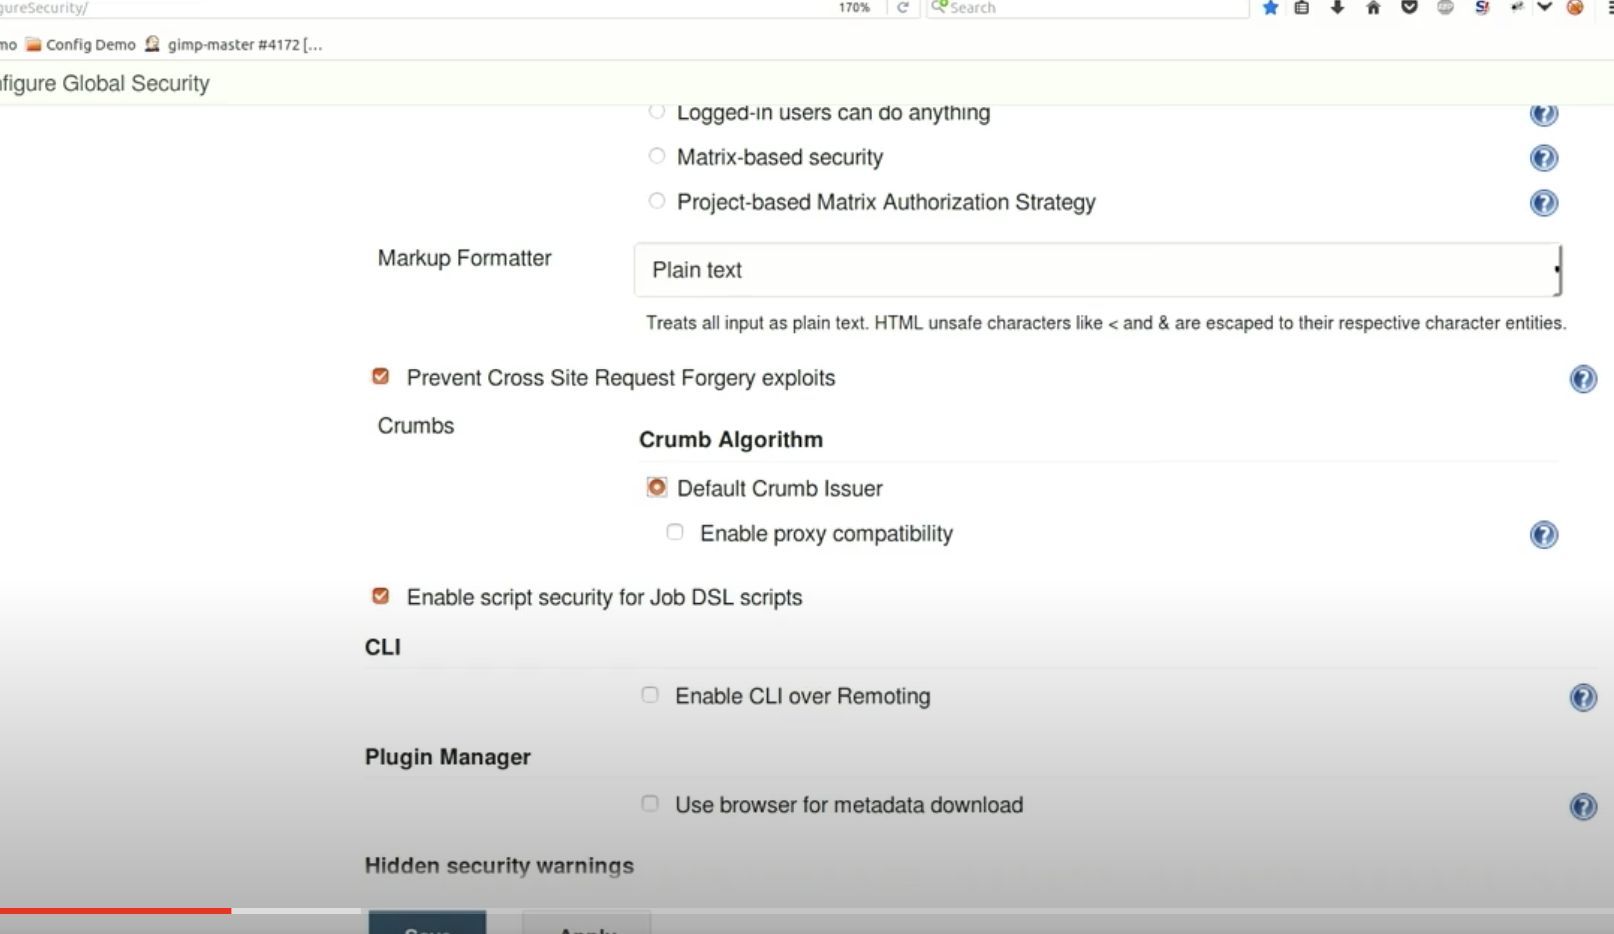 gureSecurity/
170%
Search
mo Config Demo gimp-master #4172 [...
figure Global Security
Logged-in users can do anything
Matrix-based security
Project-based Matrix Authorization Strategy
Markup Formatter
Plain text
Treats all input as plain text. HTML unsafe characters like < and & are escaped to their respective character entities.
Prevent Cross Site Request Forgery exploits
Crumbs
Crumb Algorithm
Default Crumb Issuer
Enable proxy compatibility
Enable script security for Job DSL scripts
CLI
Enable CLI over Remoting
Plugin Manager
Use browser for metadata download
Hidden security warnings
Save Apply